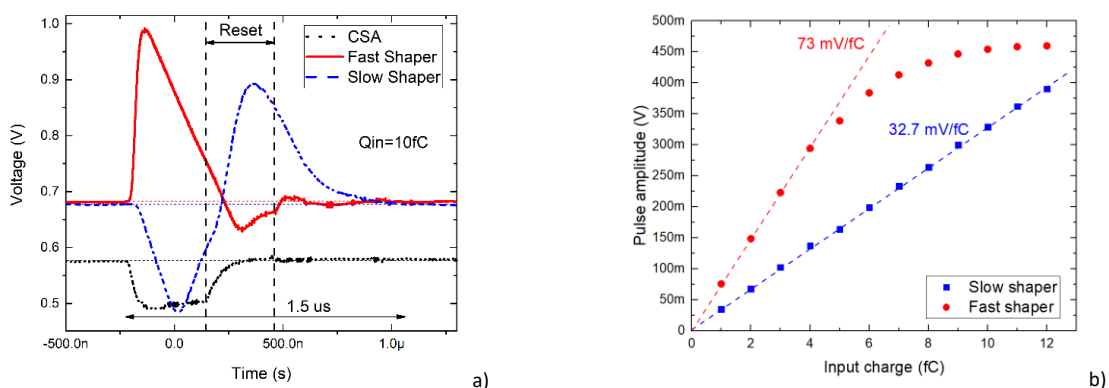 Reset
CSA
Fast Shaper
Slow Shaper
Qin=10fC
1.5 us
1.0
0.9
0.8
0.7
0.6
0.5
Voltage (V)
-500.0n 0.0 500.0n 1.0µ
Time (s)
a)
500m
450m
400m
350m
300m
250m
200m
150m
100m
50m
0
Pulse amplitude (V)
73 mV/fC
32.7 mV/fC
Slow shaper
Fast shaper
0 2 4 6 8 10 12
Input charge (fC)
b)